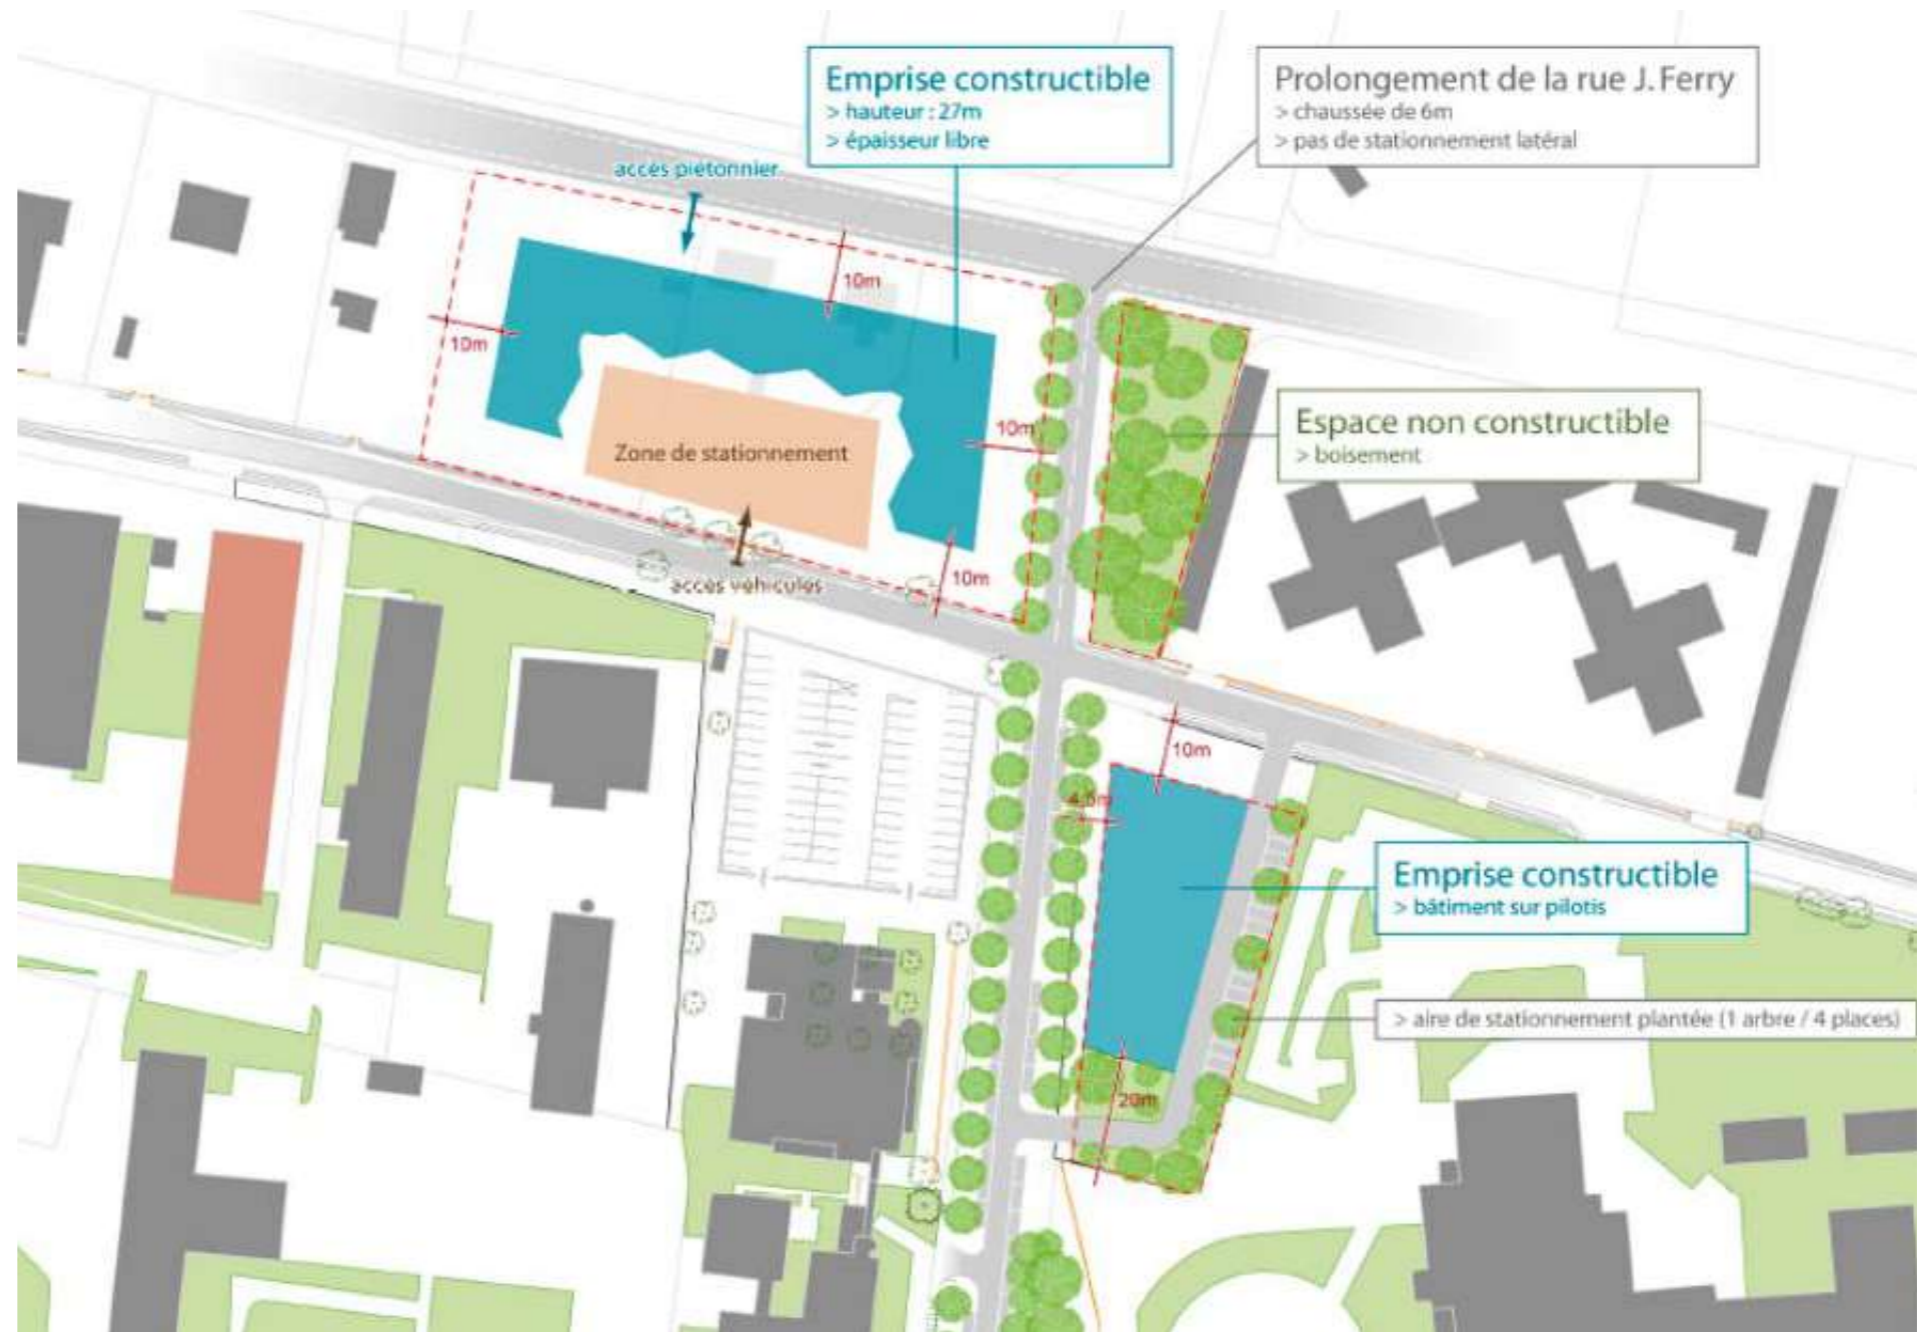 Emprise constructible
> hauteur : 27m
> épaisseur libre
Prolongement de la rue J. Ferry
> chaussée de 6m
> pas de stationnement latéral
accès piétonnier
10m
10m
10m
Zone de stationnement
Espace non constructible
> boisement
10m
accès véhicules
10m
4,5m
Emprise constructible
> bâtiment sur pilotis
> aire de stationnement plantée (1 arbre / 4 places)
20m